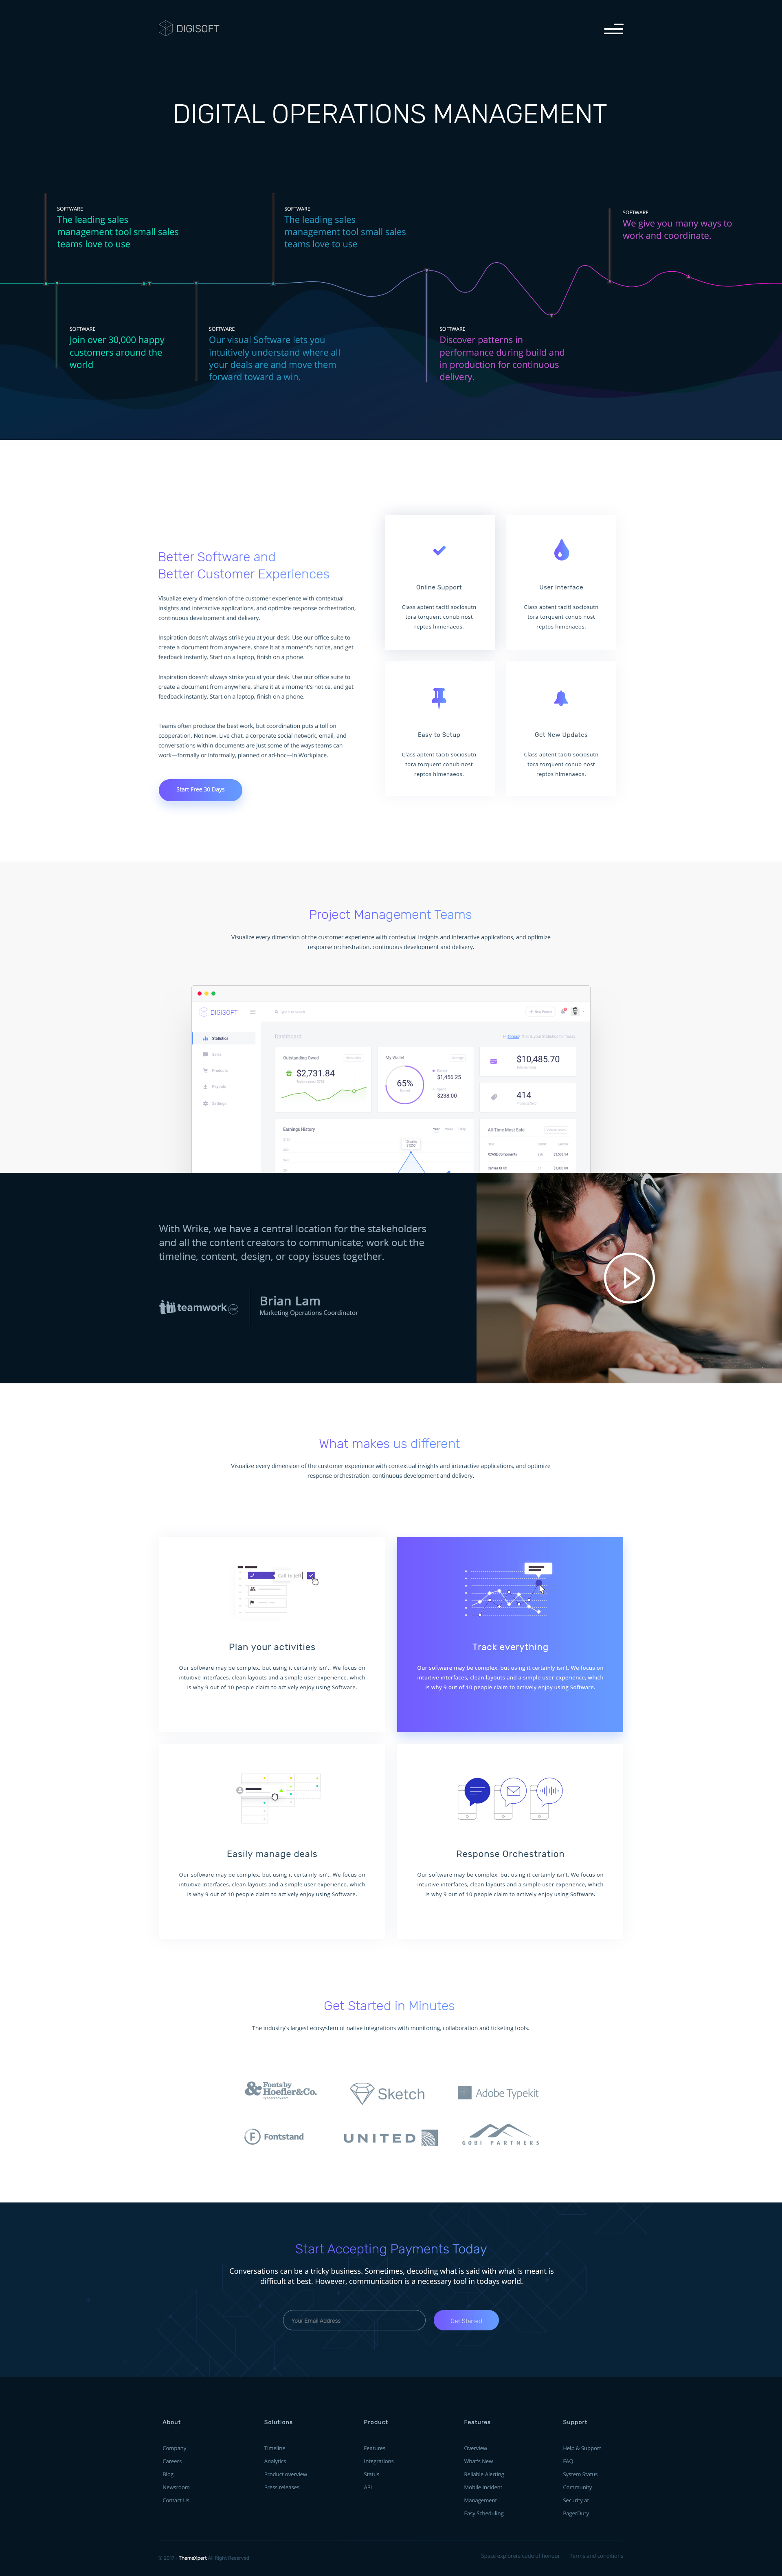 DIGISOFT
DIGITAL OPERATIONS MANAGEMENT
SOFTWARE
The leading sales
management tool small sales
teams love to use
SOFTWARE
The leading sales
management tool small sales
teams love to use
SOFTWARE
We give you many ways to
work and coordinate.
SOFTWARE
Join over 30,000 happy
customers around the
world
SOFTWARE
Our visual Software lets you
intuitively understand where all
your deals are and move them
forward toward a win.
SOFTWARE
Discover patterns in
performance during build and
in production for continuous
delivery.
Better Software and
Better Customer Experiences
Visualize every dimension of the customer experience with contextual
insights and interactive applications, and optimize response orchestration,
continuous development and delivery.
Inspiration doesn't always strike you at your desk. Use our office suite to
create a document from anywhere, share it at a moment's notice, and get
feedback instantly. Start on a laptop, finish on a phone.
Inspiration doesn't always strike you at your desk. Use our office suite to
create a document from anywhere, share it at a moment's notice, and get
feedback instantly. Start on a laptop, finish on a phone.
Teams often produce the best work, but coordination puts a toll on
cooperation. Not now. Live chat, a corporate social network, email, and
conversations within documents are just some of the ways teams can
work—formally or informally, planned or ad-hoc—in Workplace.
Start Free 30 Days
Online Support
Class aptent taciti sociosutn
tora torquent conub nost
reptos himenaeos.
User Interface
Class aptent taciti sociosutn
tora torquent conub nost
reptos himenaeos.
Easy to Setup
Class aptent taciti sociosutn
tora torquent conub nost
reptos himenaeos.
Get New Updates
Class aptent taciti sociosutn
tora torquent conub nost
reptos himenaeos.
Project Management Teams
Visualize every dimension of the customer experience with contextual insights and interactive applications, and optimize
response orchestration, continuous development and delivery.
DIGISOFT
Statistics
Sales
Products
Payouts
Settings
Dashboard
Outstanding Owed
$2,731.84
My Wallet
65%
$1,456.25
$238.00
$10,485.70
414
Earnings History
All-Time Most Sold
With Wrike, we have a central location for the stakeholders
and all the content creators to communicate; work out the
timeline, content, design, or copy issues together.
teamwork .com
Brian Lam
Marketing Operations Coordinator
What makes us different
Visualize every dimension of the customer experience with contextual insights and interactive applications, and optimize
response orchestration, continuous development and delivery.
Call to Jeff
Plan your activities
Our software may be complex, but using it certainly isn't. We focus on
intuitive interfaces, clean layouts and a simple user experience, which
is why 9 out of 10 people claim to actively enjoy using Software.
Track everything
Our software may be complex, but using it certainly isn't. We focus on
intuitive interfaces, clean layouts and a simple user experience, which
is why 9 out of 10 people claim to actively enjoy using Software.
Easily manage deals
Our software may be complex, but using it certainly isn't. We focus on
intuitive interfaces, clean layouts and a simple user experience, which
is why 9 out of 10 people claim to actively enjoy using Software.
Response Orchestration
Our software may be complex, but using it certainly isn't. We focus on
intuitive interfaces, clean layouts and a simple user experience, which
is why 9 out of 10 people claim to actively enjoy using Software.
Get Started in Minutes
The industry's largest ecosystem of native integrations with monitoring, collaboration and ticketing tools.
& Fonts by
Hoefler&Co.
Sketch
Adobe Typekit
F Fontstand
UNITED
GOBI PARTNERS
Start Accepting Payments Today
Conversations can be a tricky business. Sometimes, decoding what is said with what is meant is
difficult at best. However, communication is a necessary tool in todays world.
Your Email Address
Get Started
About
Company
Careers
Blog
Newsroom
Contact Us
Solutions
Timeline
Analytics
Product overview
Press releases
Product
Features
Integrations
Status
API
Features
Overview
What's New
Reliable Alerting
Mobile Incident
Management
Easy Scheduling
Support
Help & Support
FAQ
System Status
Community
Security at
PagerDuty
© 2017 - ThemeXpert All Right Reserved
Space explorers code of honour
Terms and conditions